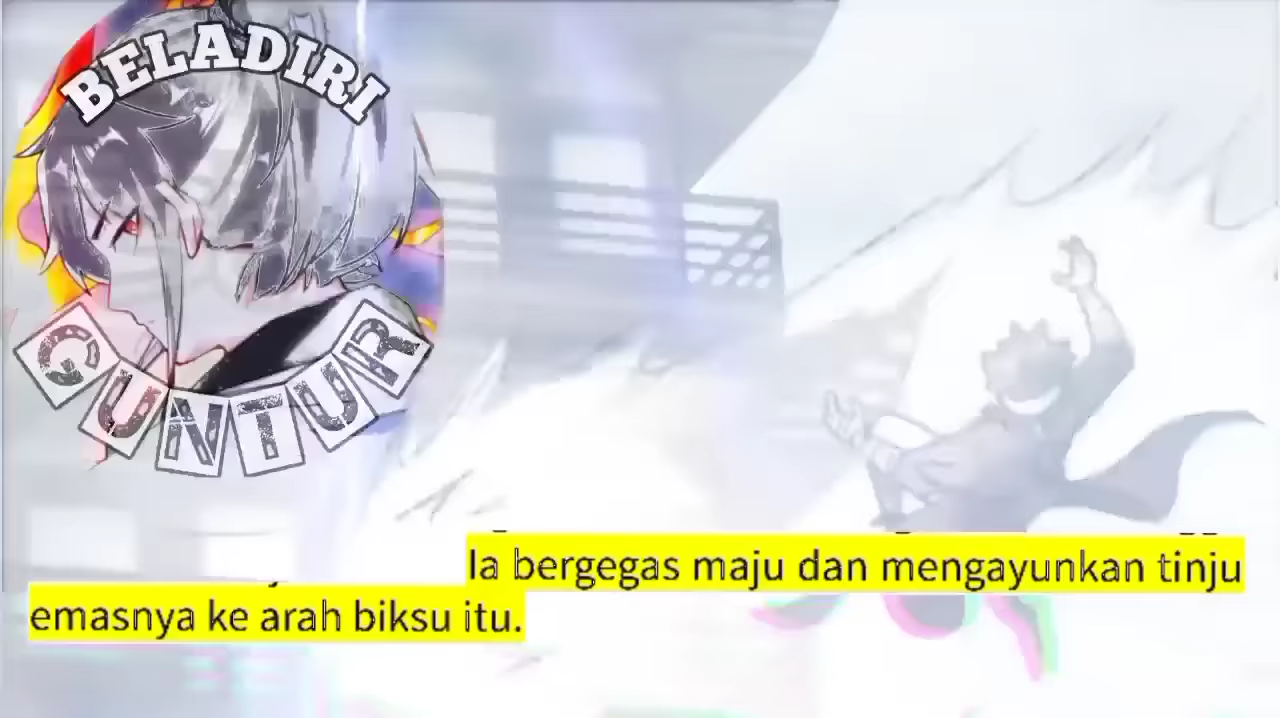 BELADIRI
GUNTUR
Ia bergegas maju dan mengayunkan tinju
emasnya ke arah biksu itu.